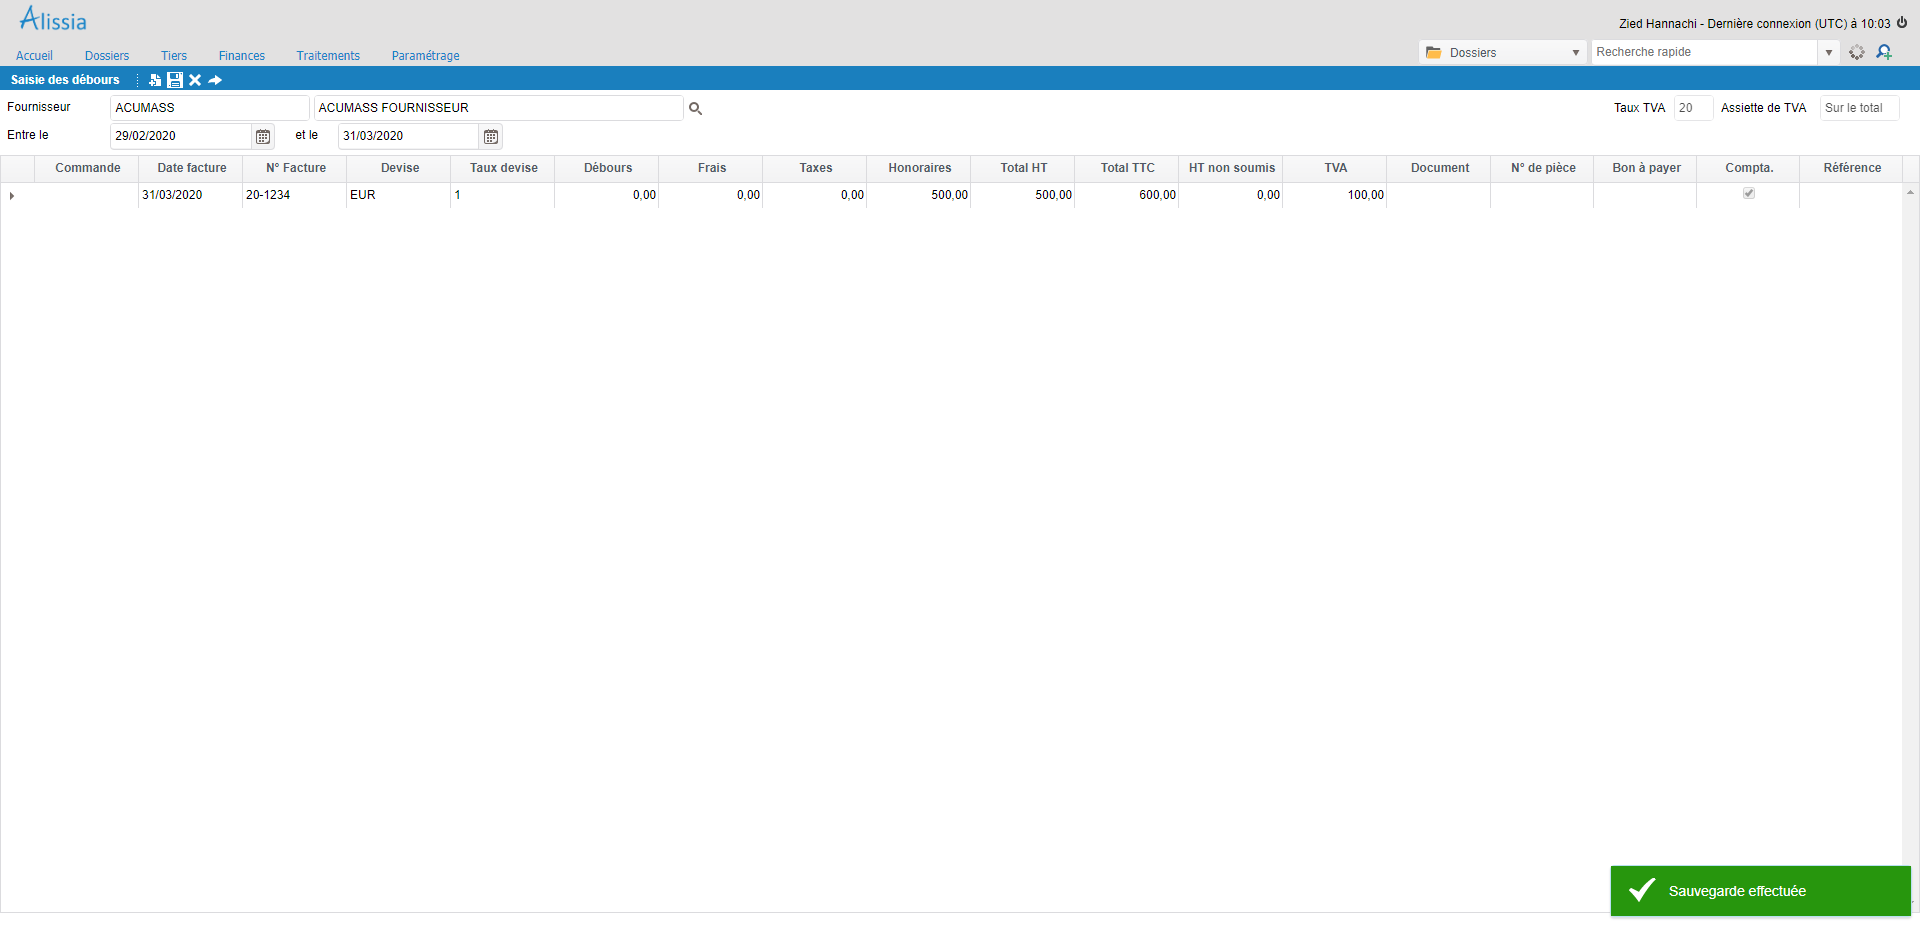 Alissia
Zied Hannachi - Dernière connexion (UTC) à 10:03
Accueil Dossiers Tiers Finances Traitements Paramétrage Dossiers Recherche rapide
Saisie des débours
Fournisseur ACUMASS ACUMASS FOURNISSEUR Taux TVA 20 Assiette de TVA Sur le total
Entre le 29/02/2020 et le 31/03/2020
Commande Date facture N° Facture Devise Taux devise Débours Frais Taxes Honoraires Total HT Total TTC HT non soumis TVA Document N° de pièce Bon à payer Compta. Référence
31/03/2020 20-1234 EUR 1 0,00 0,00 0,00 500,00 500,00 600,00 0,00 100,00
Sauvegarde effectuée